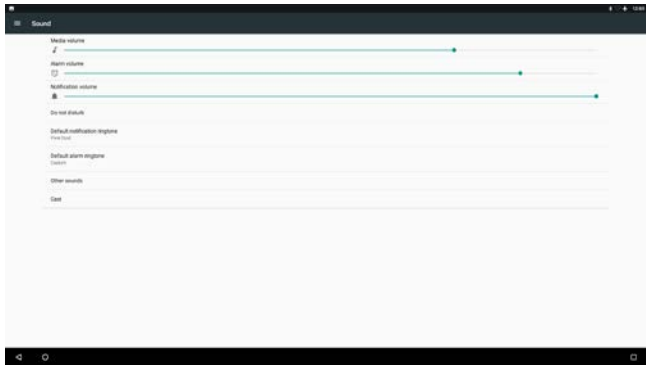 Sound
Media volume
Alarm volume
Notification volume
Do not disturb
Default notification ringtone
Default alarm ringtone
Other sounds
Cast